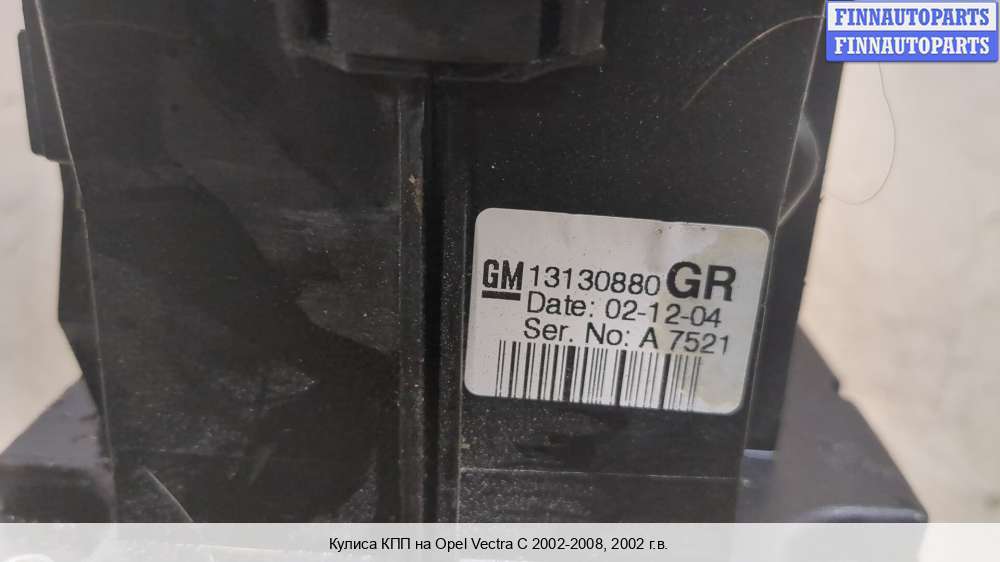 FINNAUTOPARTS
FINNAUTOPARTS
GM 13130880 GR
Date: 02-12-04
Ser. No: A 7521
Кулиса КПП на Opel Vectra C 2002-2008, 2002 г.в.